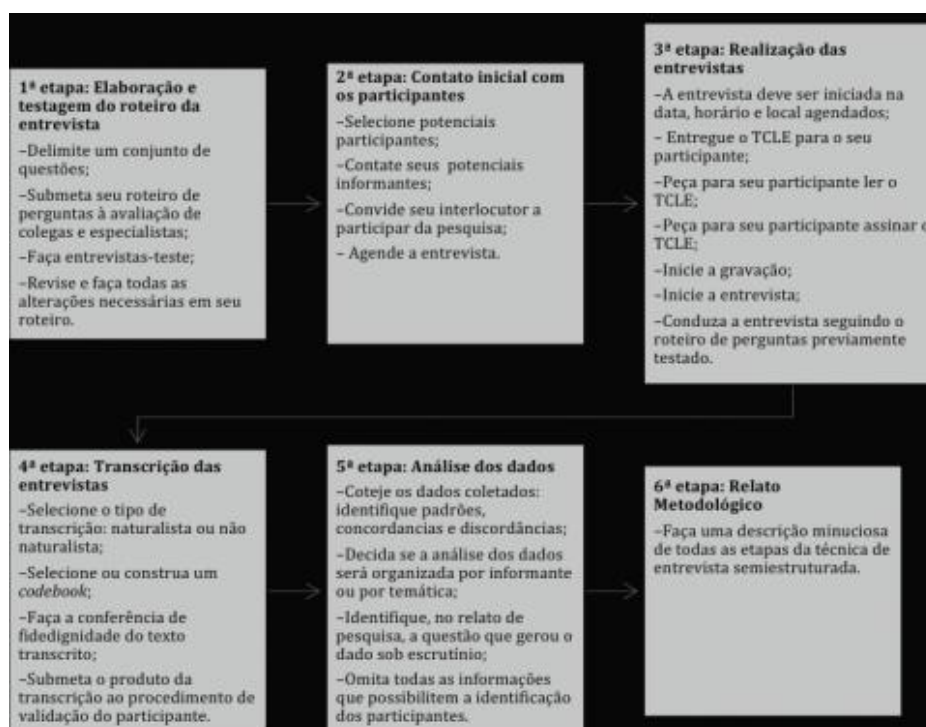 1ª etapa: Elaboração e
testagem do roteiro da
entrevista
–Delimite um conjunto de
questões;
–Submeta seu roteiro de
perguntas à avaliação de
colegas e especialistas;
–Faça entrevistas-teste;
–Revise e faça todas as
alterações necessárias em seu
roteiro.
2ª etapa: Contato inicial com
os participantes
–Selecione potenciais
participantes;
–Contate seus potenciais
informantes;
–Convide seu interlocutor a
participar da pesquisa;
– Agende a entrevista.
3ª etapa: Realização das
entrevistas
–A entrevista deve ser iniciada na
data, horário e local agendados;
– Entregue o TCLE para o seu
participante;
–Peça para seu participante ler o
TCLE;
–Peça para seu participante assinar o
TCLE;
–Inicie a gravação;
–Inicie a entrevista;
–Conduza a entrevista seguindo o
roteiro de perguntas previamente
testado.
4ª etapa: Transcrição das
entrevistas
–Selecione o tipo de
transcrição: naturalista ou não
naturalista;
–Selecione ou construa um
codebook;
–Faça a conferência de
fidedignidade do texto
transcrito;
–Submeta o produto da
transcrição ao procedimento de
validação do participante.
5ª etapa: Análise dos dados
–Coteje os dados coletados:
identifique padrões,
concordancias e discordâncias;
–Decida se a análise dos dados
será organizada por informante
ou por temática;
–Identifique, no relato de
pesquisa, a questão que gerou o
dado sob escrutínio;
–Omita todas as informações
que possibilitem a identificação
dos participantes.
6ª etapa: Relato
Metodológico
–Faça uma descrição minuciosa
de todas as etapas da técnica de
entrevista semiestruturada.